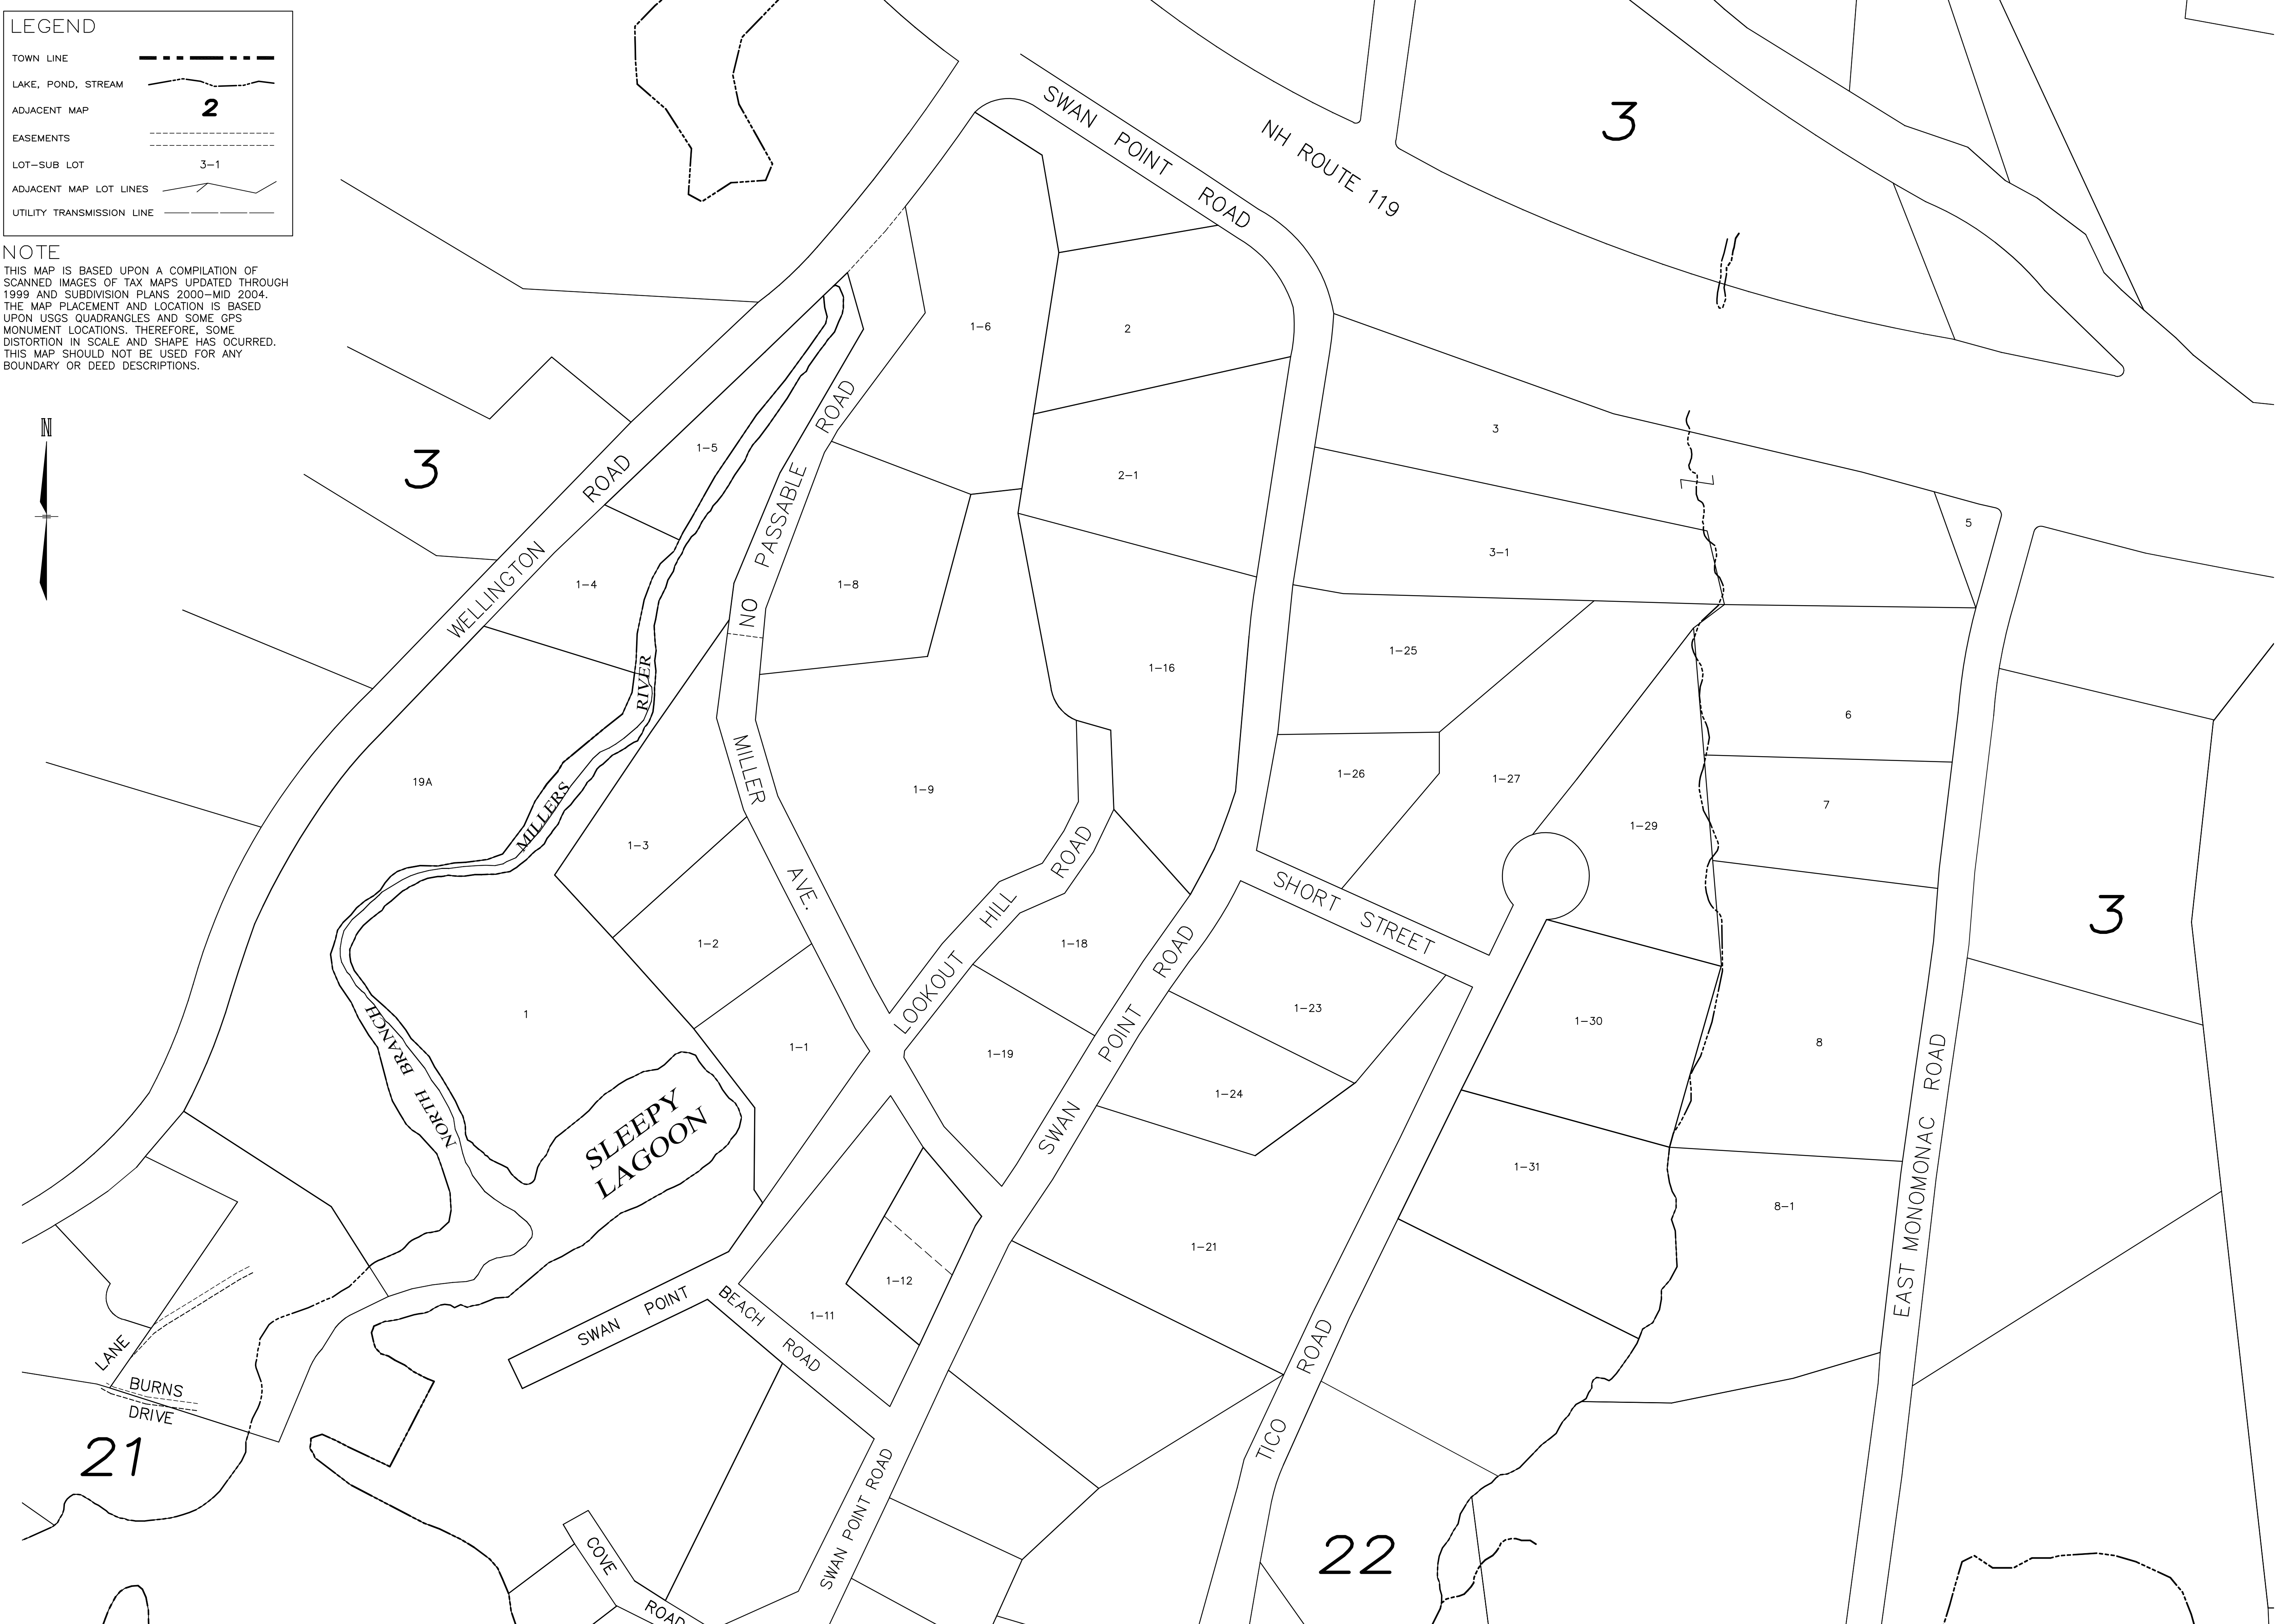 LEGEND
TOWN LINE
LAKE, POND, STREAM
ADJACENT MAP 2
EASEMENTS
LOT-SUB LOT 3-1
ADJACENT MAP LOT LINES
UTILITY TRANSMISSION LINE
NOTE
THIS MAP IS BASED UPON A COMPILATION OF
SCANNED IMAGES OF TAX MAPS UPDATED THROUGH
1999 AND SUBDIVISION PLANS 2000-MID 2004.
THE MAP PLACEMENT AND LOCATION IS BASED
UPON USGS QUADRANGLES AND SOME GPS
MONUMENT LOCATIONS. THEREFORE, SOME
DISTORTION IN SCALE AND SHAPE HAS OCURRED.
THIS MAP SHOULD NOT BE USED FOR ANY
BOUNDARY OR DEED DESCRIPTIONS.
N
SWAN POINT ROAD
NH ROUTE 119
3
3
WELLINGTON ROAD
1-6
2
1-5
NO PASSABLE ROAD
2-1
3
5
3-1
1-4
1-8
1-16
1-25
6
MILLERS RIVER
19A
MILLER AVE.
1-9
1-26
1-27
7
1-29
1-3
LOOKOUT HILL ROAD
SHORT STREET
3
1-2
1-18
SWAN POINT ROAD
1
1-23
1-30
NORTH BRANCH
1-1
1-19
8
EAST MONOMONAC ROAD
1-24
SLEEPY
LAGOON
1-31
8-1
1-21
1-12
1-11
SWAN POINT
BEACH ROAD
TICO ROAD
LANE
BURNS
DRIVE
21
SWAN POINT ROAD
22
COVE ROAD